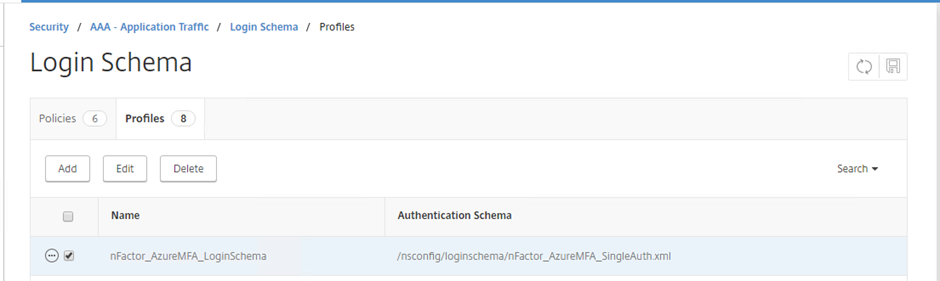 Security / AAA - Application Traffic / Login Schema / Profiles
Login Schema
Policies 6 Profiles 8
Add Edit Delete Search
Name Authentication Schema
nFactor_AzureMFA_LoginSchema /nsconfig/loginschema/nFactor_AzureMFA_SingleAuth.xml